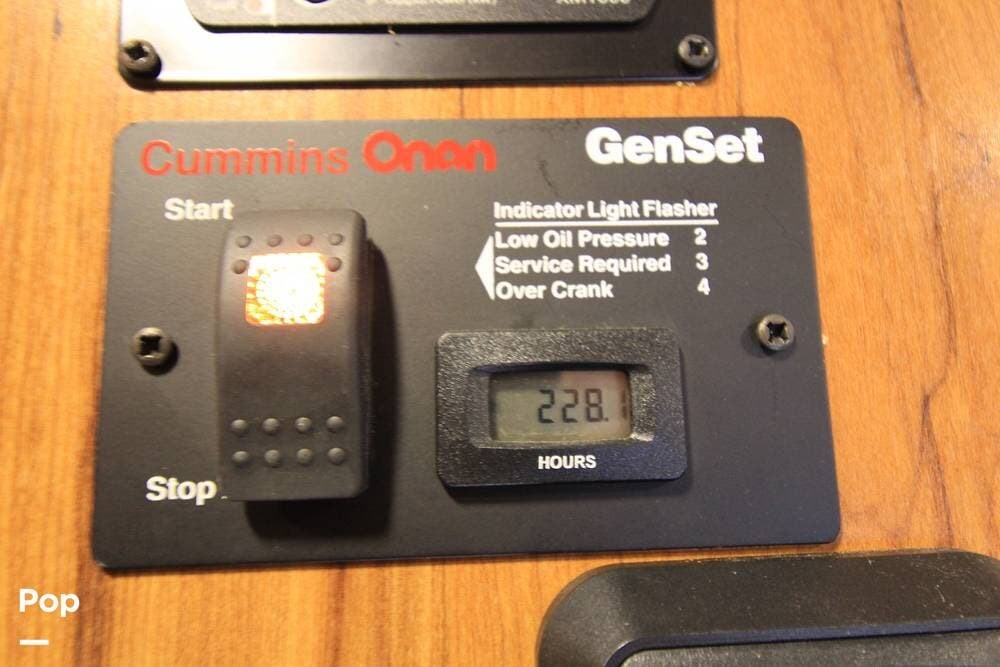 Cummins Onan GenSet
Start
Indicator Light Flasher
Low Oil Pressure 2
Service Required 3
Over Crank 4
228.1
HOURS
Stop
Pop